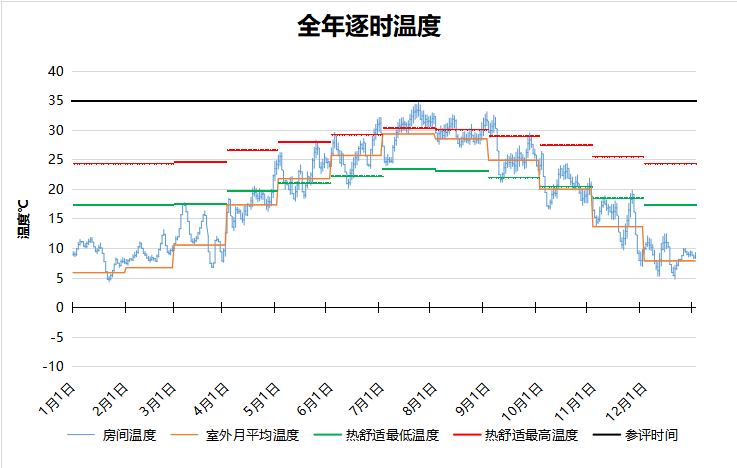 全年逐时温度
40
35
30
25
20
15
10
5
0
-5
-10
温度℃
1月1日
2月1日
3月1日
4月1日
5月1日
6月1日
7月1日
8月1日
9月1日
10月1日
11月1日
12月1日
房间温度 室外月平均温度 热舒适最低温度 热舒适最高温度 参评时间